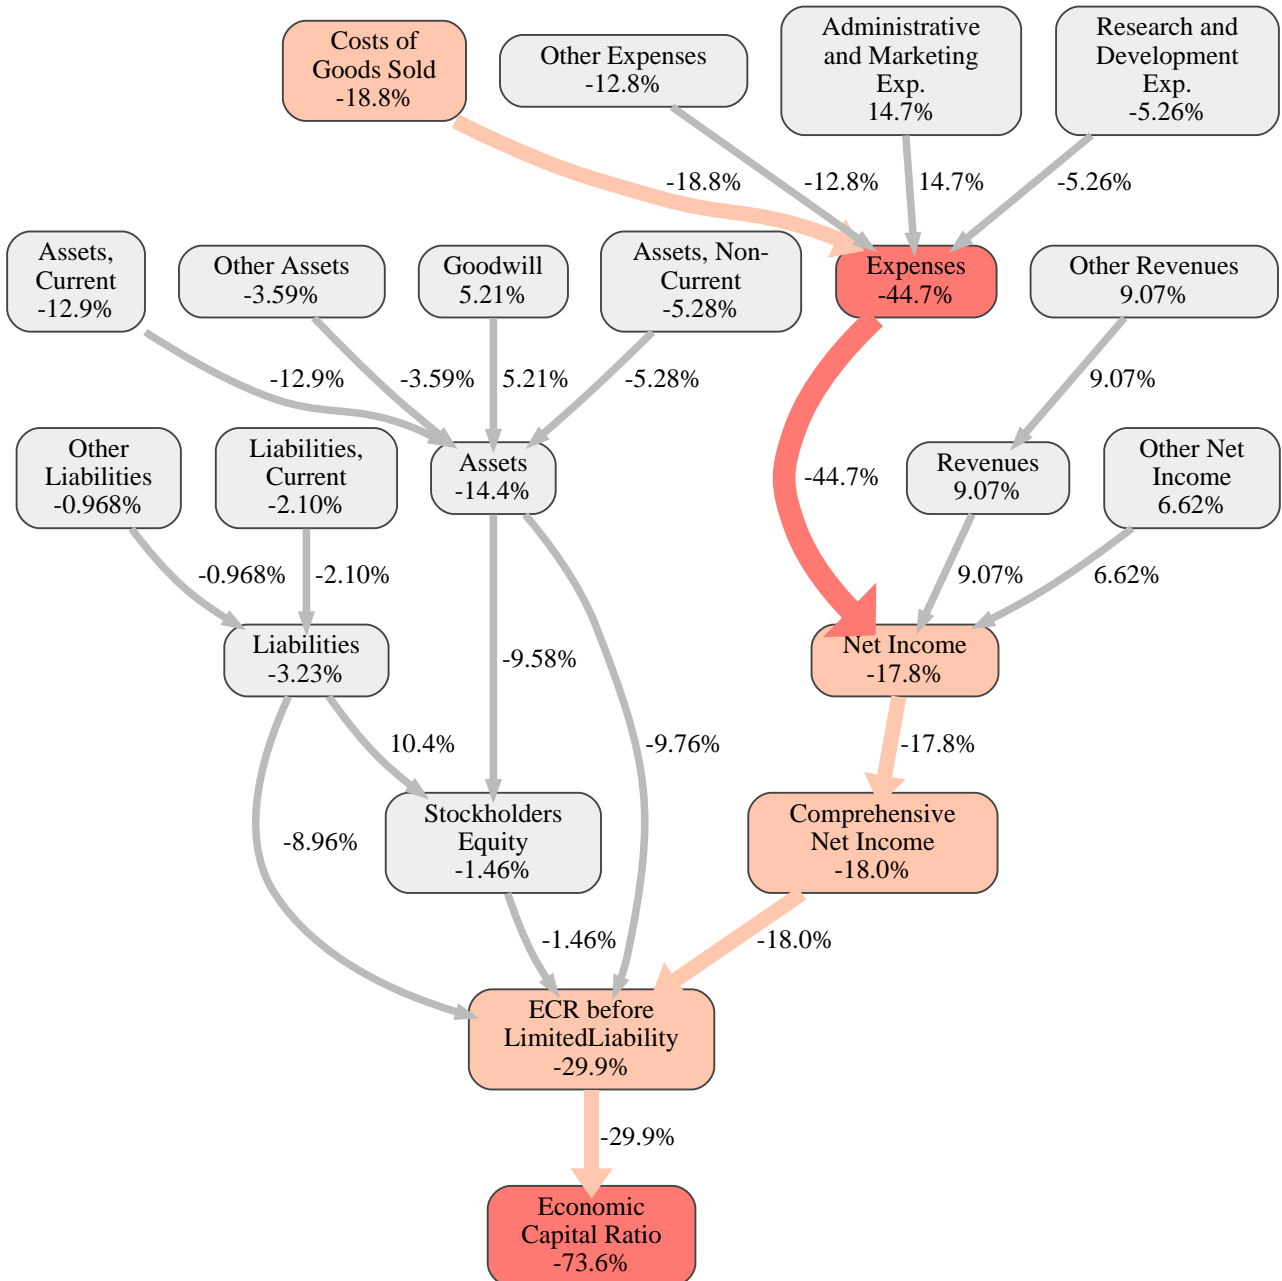 Costs of
Goods Sold
-18.8%
Other Expenses
-12.8%
Administrative
and Marketing
Exp.
14.7%
Research and
Development
Exp.
-5.26%
-18.8%
-12.8%
14.7%
-5.26%
Assets,
Current
-12.9%
Other Assets
-3.59%
Goodwill
5.21%
Assets, Non-
Current
-5.28%
Expenses
-44.7%
Other Revenues
9.07%
-12.9%
-3.59%
5.21%
-5.28%
9.07%
Other
Liabilities
-0.968%
Liabilities,
Current
-2.10%
Assets
-14.4%
-44.7%
Revenues
9.07%
Other Net
Income
6.62%
-0.968%
-2.10%
9.07%
6.62%
Liabilities
-3.23%
-9.58%
Net Income
-17.8%
10.4%
-9.76%
-17.8%
-8.96%
Stockholders
Equity
-1.46%
Comprehensive
Net Income
-18.0%
-1.46%
-18.0%
ECR before
LimitedLiability
-29.9%
-29.9%
Economic
Capital Ratio
-73.6%